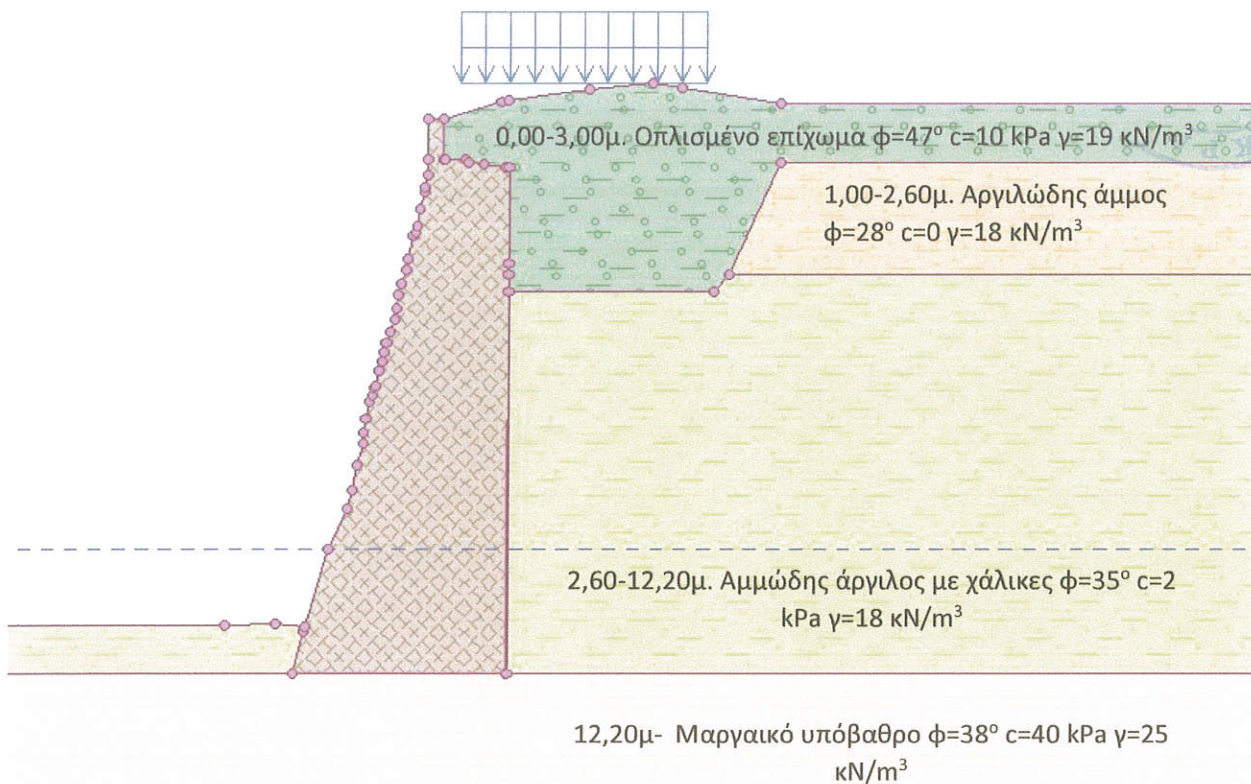 0,00-3,00μ. Οπλισμένο επίχωμα φ=47° c=10 kPa γ=19 κN/m³
1,00-2,60μ. Αργιλώδης άμμος
φ=28° c=0 γ=18 κN/m³
2,60-12,20μ. Αμμώδης άργιλος με χάλικες φ=35° c=2
kPa γ=18 κN/m³
12,20μ- Μαργαικό υπόβαθρο φ=38° c=40 kPa γ=25
κN/m³